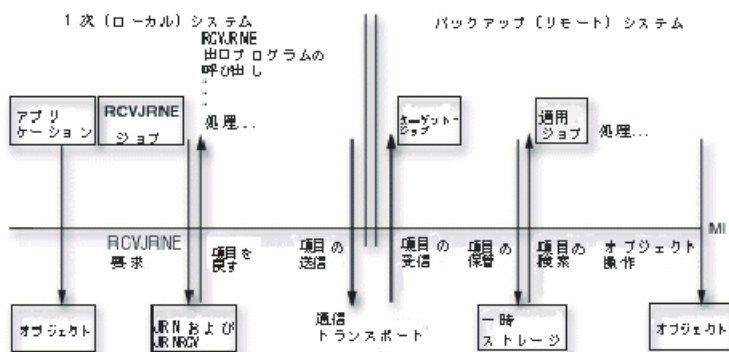 1 次 (ローカル) システム
バックアップ (リモート) システム
RCVJRNE
出口プログラムの
呼び出し
処理...
アプリ
ケーション
RCVJRNE
ジョブ
ターゲット・
ジョブ
適用
ジョブ
処理...
MI
RCVJRNE
要求
項目を
戻す
項目の
送信
項目の
受信
項目の
保管
項目の
検索
オブジェクト
操作
オブジェクト
JRN および
JRNRCV
通信
トランスポート
一時
ストレージ
オブジェクト